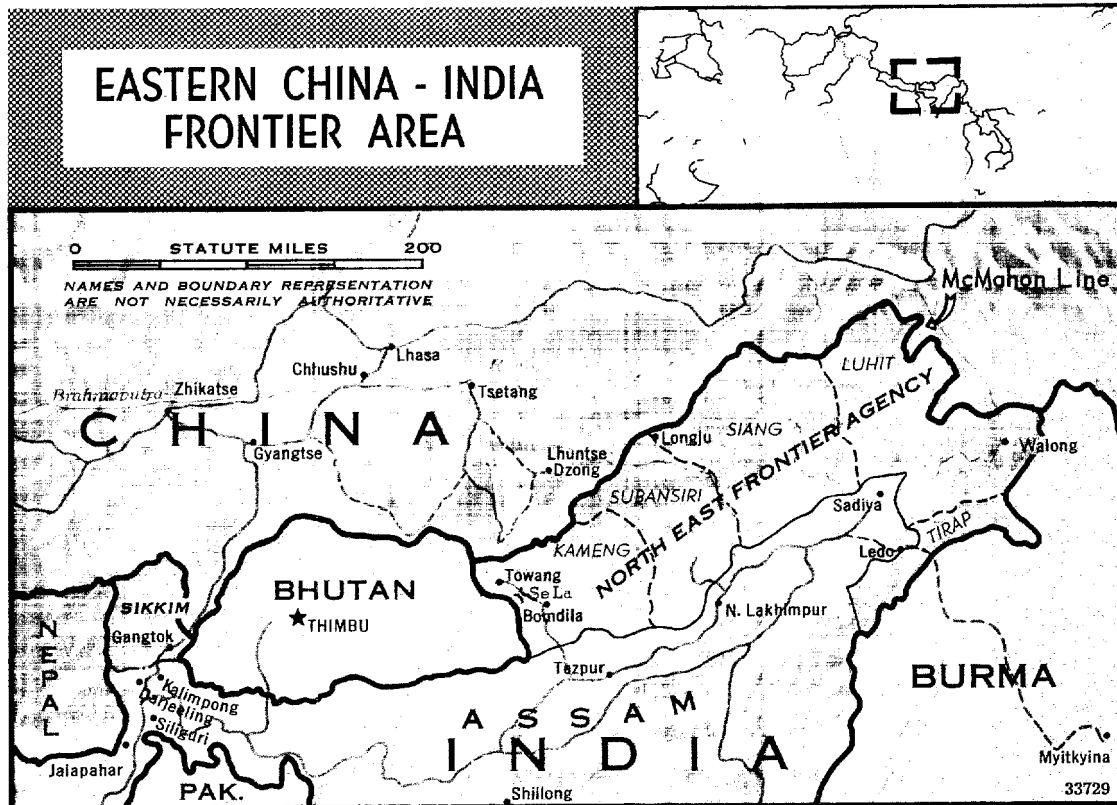 EASTERN CHINA - INDIA
FRONTIER AREA
0 STATUTE MILES 200
NAMES AND BOUNDARY REPRESENTATION
ARE NOT NECESSARILY AUTHORITATIVE
McMahon Line
Lhasa
Chhushu
LUHIT
Brahmaputra
Zhikatse
Tsetang
CHINA
Gyangtse
Longju
SIANG
Walong
Lhuntse
Dzong
SUBANSIRI
Sadiya
NORTH EAST FRONTIER AGENCY
TIRAP
KAMENG
Ledo
Towang
Se La
Bomdila
BHUTAN
THIMBU
SIKKIM
Gangtok
N. Lakhimpur
NEPAL
Kalimpong
Darjeeling
Siliguri
Tezpur
BURMA
ASSAM
INDIA
Jalapahar
PAK.
Shillong
Myitkyina
33729